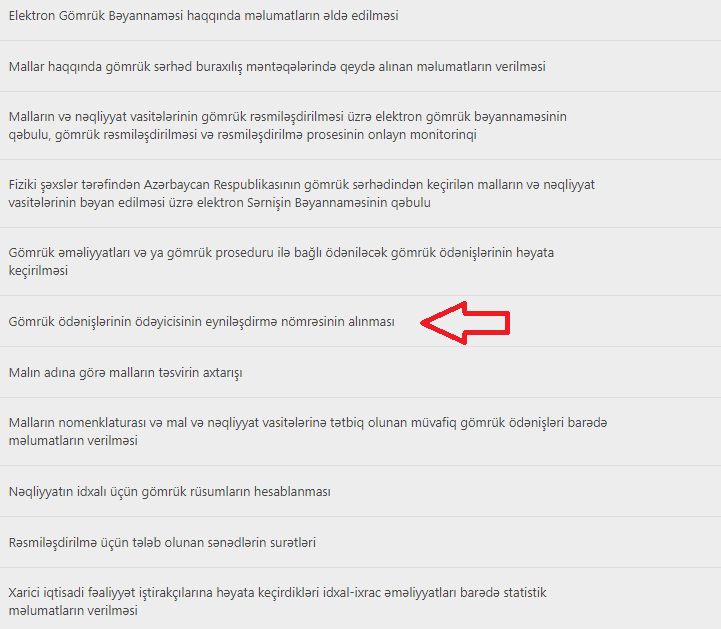 Elektron Gömrük Bəyannaməsi haqqında məlumatların əldə edilməsi
Mallar haqqında gömrük sərhəd buraxılış məntəqələrində qeydə alınan məlumatların verilməsi
Malların və nəqliyyat vasitələrinin gömrük rəsmiləşdirilməsi üzrə elektron gömrük bəyannaməsinin
qəbulu, gömrük rəsmiləşdirilməsi və rəsmiləşdirilmə prosesinin onlayn monitorinqi
Fiziki şəxslər tərəfindən Azərbaycan Respublikasının gömrük sərhədindən keçirilən malların və nəqliyyat
vasitələrinin bəyan edilməsi üzrə elektron Sərnişin Bəyannaməsinin qəbulu
Gömrük əməliyyatları və ya gömrük proseduru ilə bağlı ödəniləcək gömrük ödənişlərinin həyata
keçirilməsi
Gömrük ödənişlərinin ödəyicisinin eyniləşdirmə nömrəsinin alınması
Malın adına görə malların təsvirin axtarışı
Malların nomenklaturası və mal və nəqliyyat vasitələrinə tətbiq olunan müvafiq gömrük ödənişləri barədə
məlumatların verilməsi
Nəqliyyatın idxalı üçün gömrük rüsumların hesablanması
Rəsmiləşdirilmə üçün tələb olunan sənədlərin surətləri
Xarici iqtisadi fəaliyyət iştirakçılarına həyata keçirdikləri idxal-ixrac əməliyyatları barədə statistik
məlumatların verilməsi